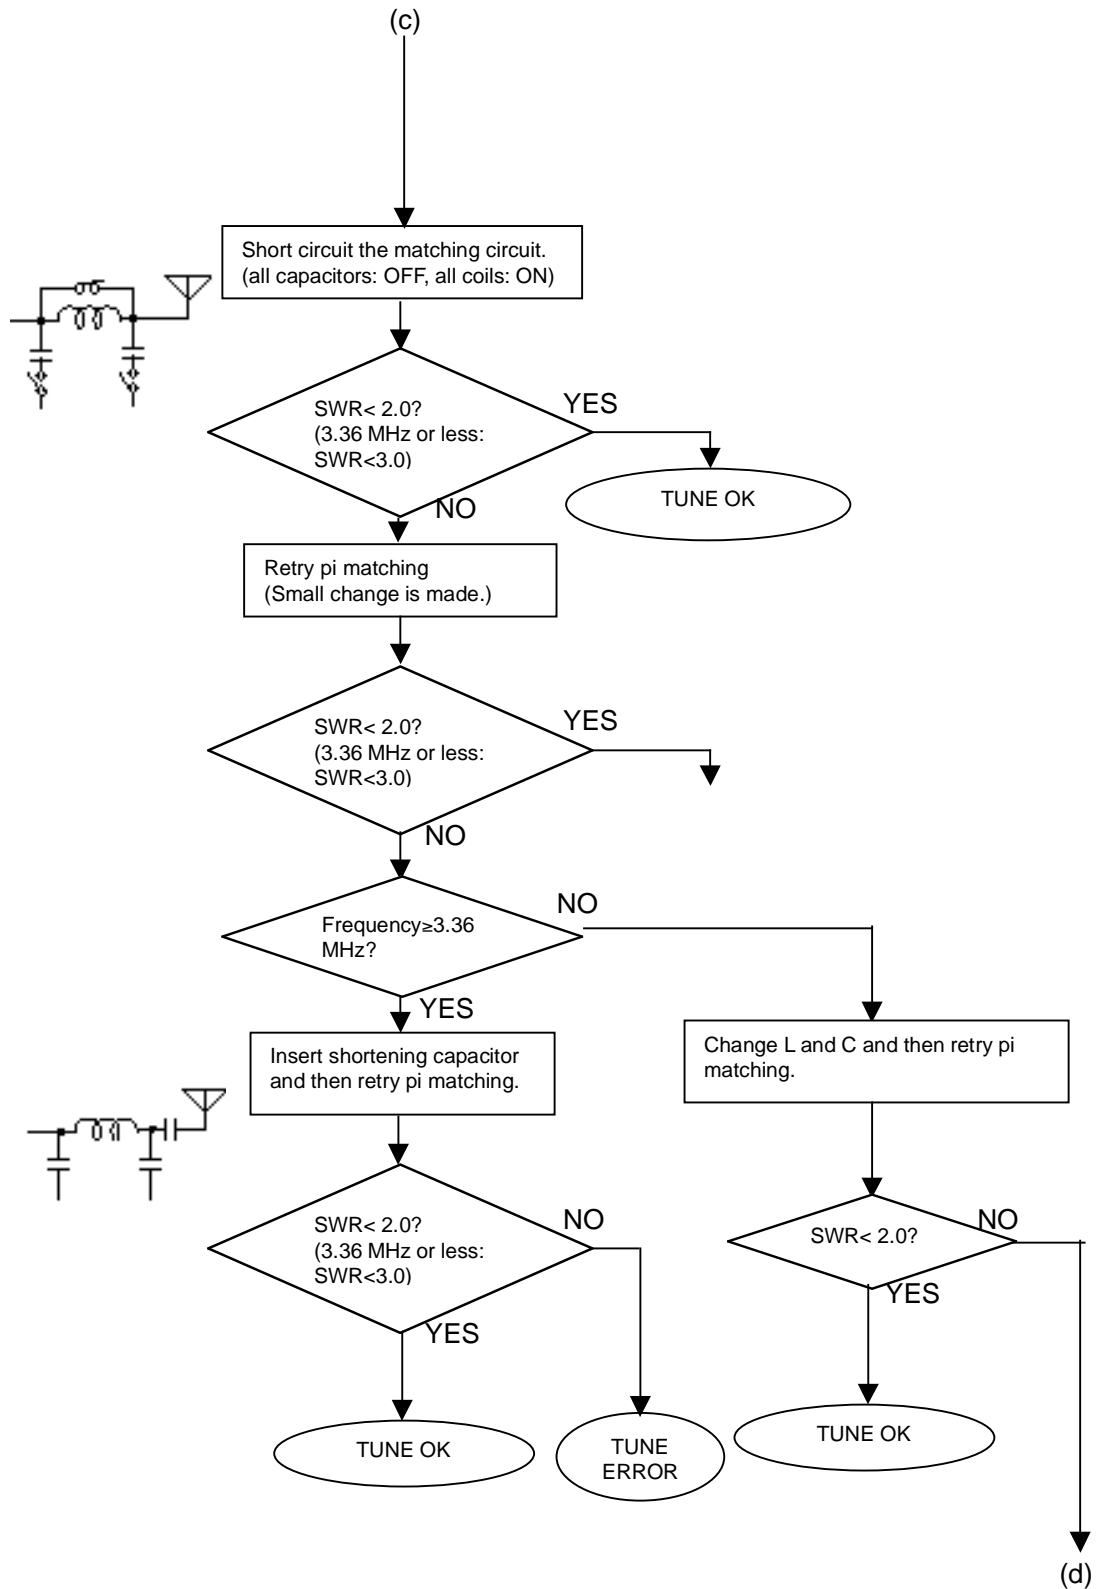 (c)
Short circuit the matching circuit.
(all capacitors: OFF, all coils: ON)
SWR< 2.0?
(3.36 MHz or less:
SWR<3.0)
YES
TUNE OK
NO
Retry pi matching
(Small change is made.)
SWR< 2.0?
(3.36 MHz or less:
SWR<3.0)
YES
NO
Frequency≥3.36
MHz?
NO
YES
Insert shortening capacitor
and then retry pi matching.
Change L and C and then retry pi
matching.
SWR< 2.0?
(3.36 MHz or less:
SWR<3.0)
NO
YES
SWR< 2.0?
NO
YES
TUNE OK
TUNE
ERROR
TUNE OK
(d)